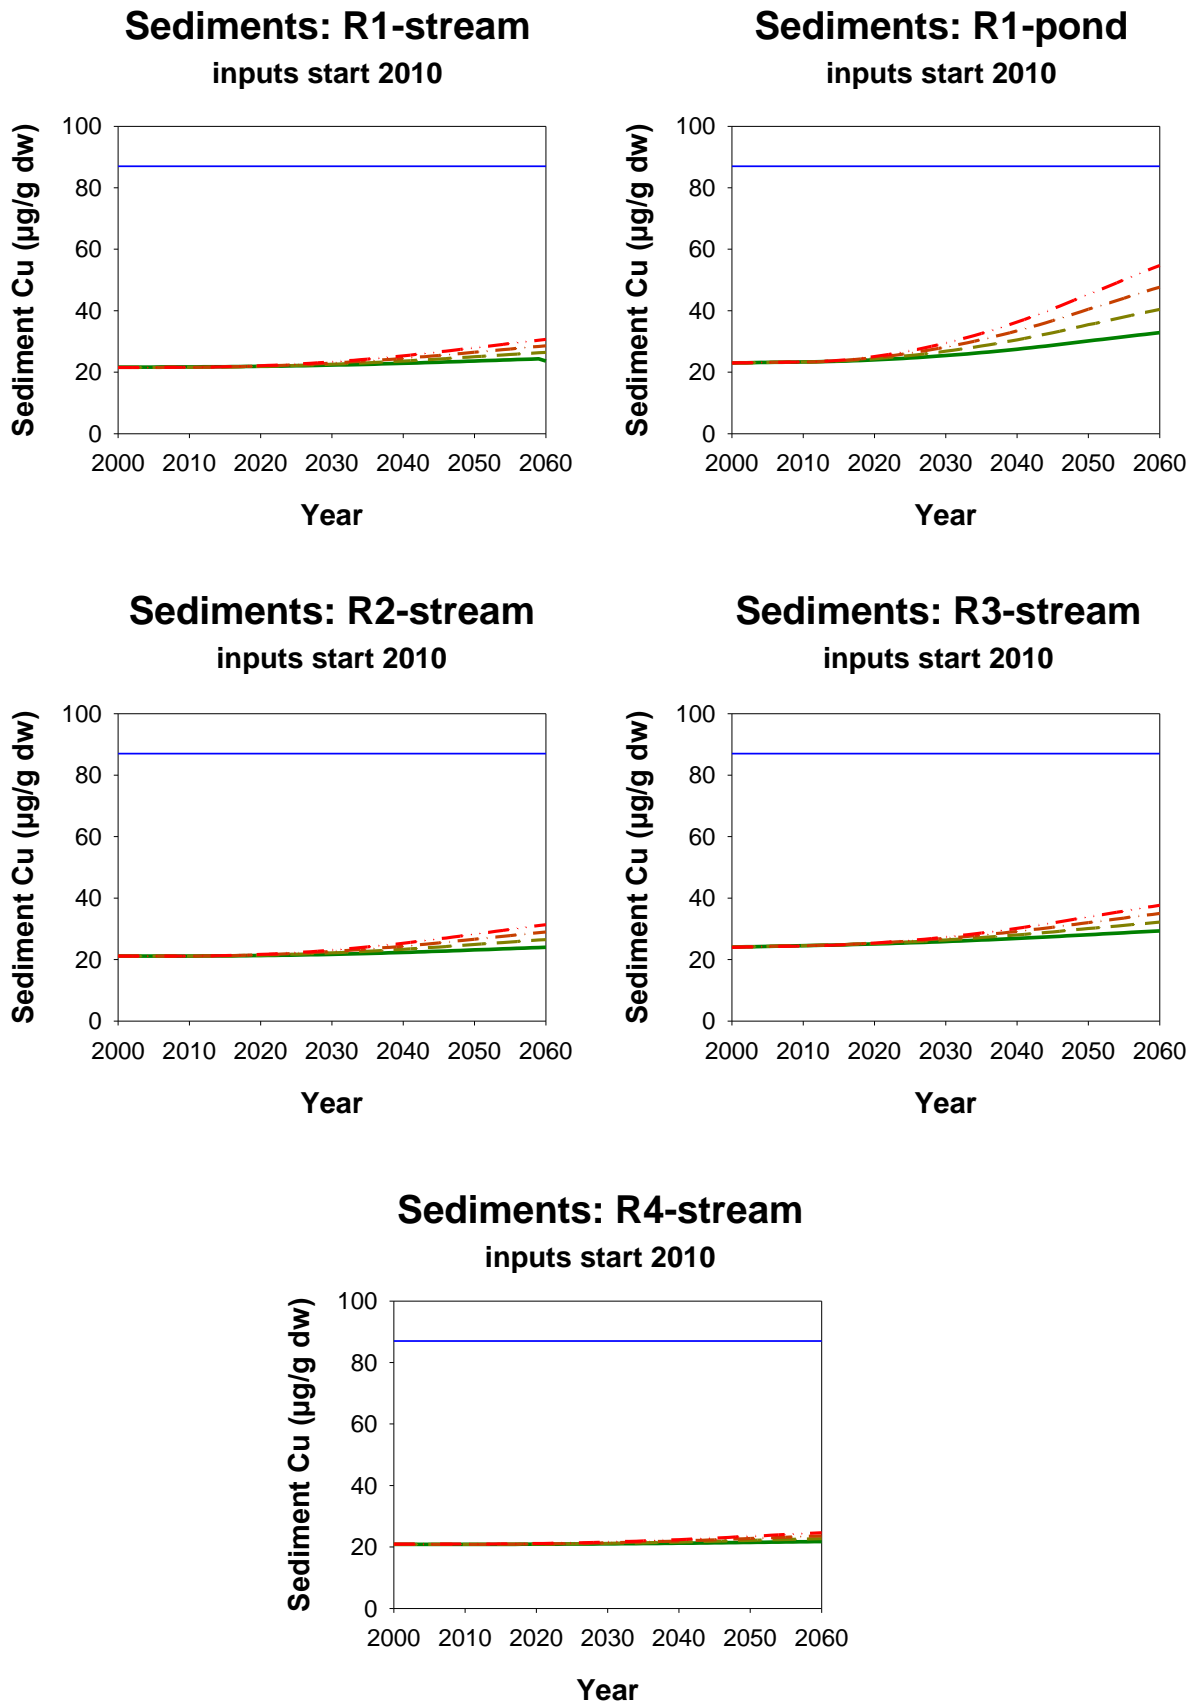 Sediments: R1-stream
inputs start 2010
Sediment Cu (µg/g dw)
100
80
60
40
20
0
2000 2010 2020 2030 2040 2050 2060
Year
Sediments: R1-pond
inputs start 2010
Sediment Cu (µg/g dw)
100
80
60
40
20
0
2000 2010 2020 2030 2040 2050 2060
Year
Sediments: R2-stream
inputs start 2010
Sediment Cu (µg/g dw)
100
80
60
40
20
0
2000 2010 2020 2030 2040 2050 2060
Year
Sediments: R3-stream
inputs start 2010
Sediment Cu (µg/g dw)
100
80
60
40
20
0
2000 2010 2020 2030 2040 2050 2060
Year
Sediments: R4-stream
inputs start 2010
Sediment Cu (µg/g dw)
100
80
60
40
20
0
2000 2010 2020 2030 2040 2050 2060
Year